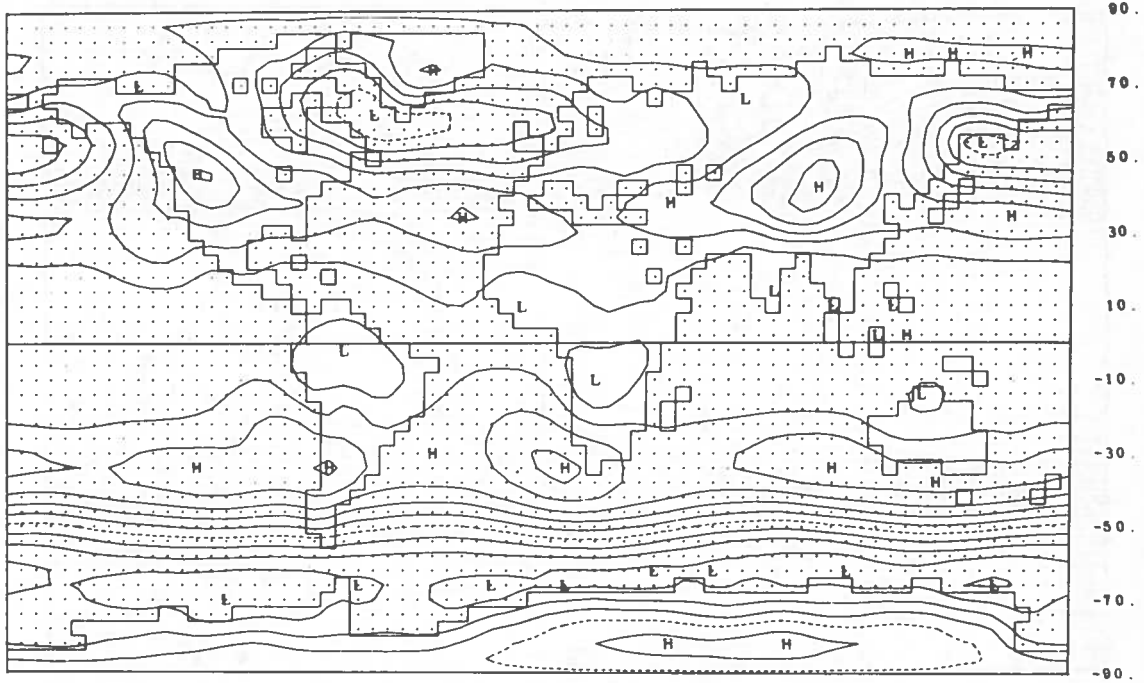 90.
H H H
H
70.
Ł L
Ł
Ł
50.
H H
H H H
30.
L Ł
L Ł 10.
L H
L
L -10.
L
H -30.
H H H H
H
-50.
Ł Ł Ł
Ł Ł Ł Ł Ł
Ł -70.
H H
-90.